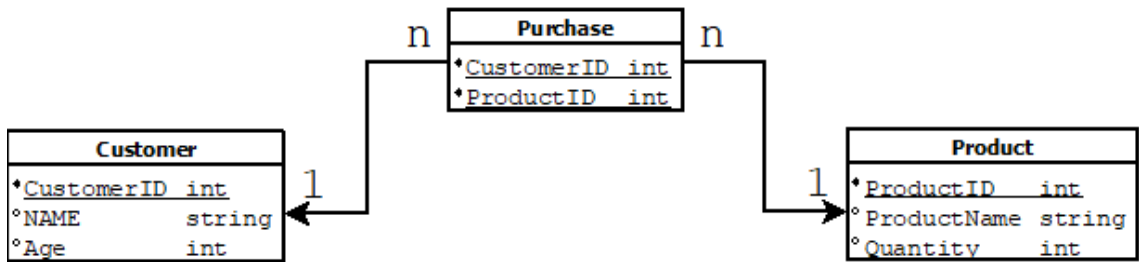 Purchase
n
n
CustomerID int
ProductID int
Customer
CustomerID int
NAME string
Age int
1
Product
1
ProductID int
ProductName string
Quantity int